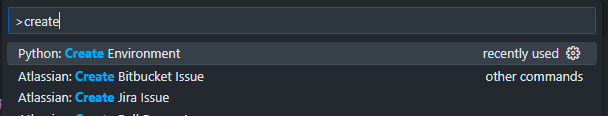 >create
Python: Create Environment recently used
Atlassian: Create Bitbucket Issue other commands
Atlassian: Create Jira Issue